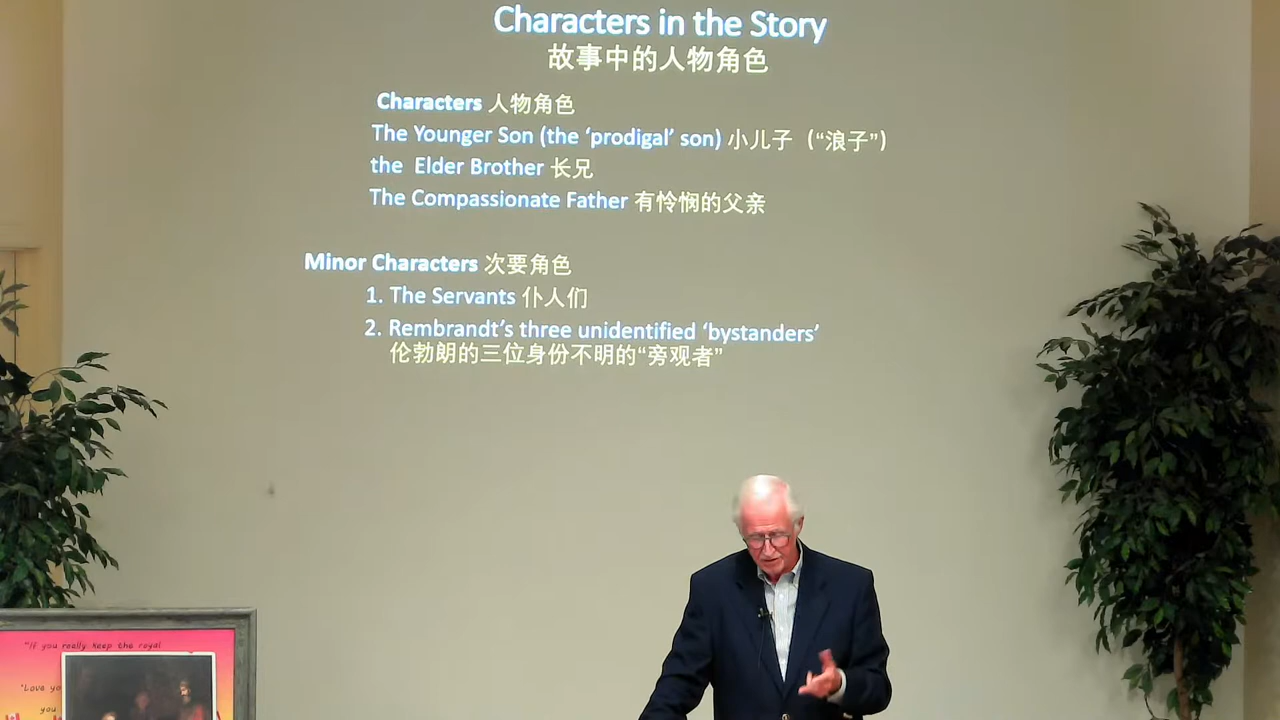 Characters in the Story
故事中的人物角色
Characters 人物角色
The Younger Son (the ‘prodigal’ son) 小儿子（“浪子”）
the Elder Brother 长兄
The Compassionate Father 有怜悯的父亲
Minor Characters 次要角色
1. The Servants 仆人们
2. Rembrandt’s three unidentified ‘bystanders’
伦勃朗的三位身份不明的“旁观者”
"If you really keep the royal
'Love yo
you